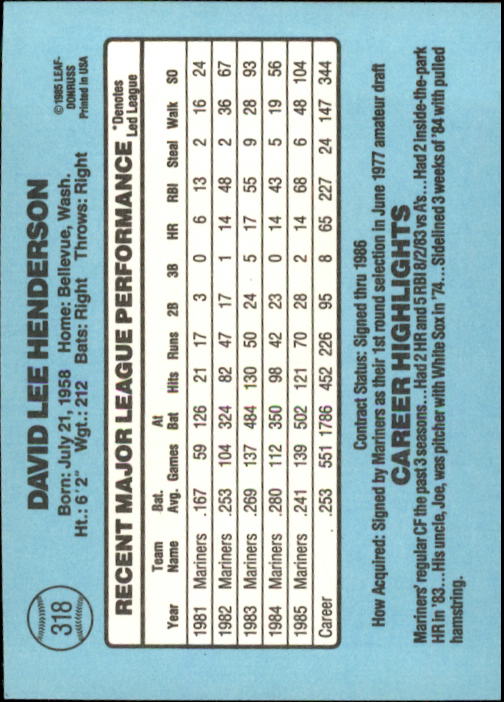 318
DAVID LEE HENDERSON
Born: July 21, 1958 Home: Bellevue, Wash.
Ht.: 6'2" Wgt.: 212 Bats: Right Throws: Right
©1985 LEAF-
DONRUSS
Printed in USA
RECENT MAJOR LEAGUE PERFORMANCE
*Denotes
Led League
Year Team Name Bat. Avg. Games At Bat Hits Runs 2B 3B HR RBI Steal Walk SO
1981 Mariners .167 59 126 21 17 3 0 6 13 2 16 24
1982 Mariners .253 104 324 82 47 17 1 14 48 2 36 67
1983 Mariners .269 137 484 130 50 24 5 17 55 9 28 93
1984 Mariners .280 112 350 98 42 23 0 14 43 5 19 56
1985 Mariners .241 139 502 121 70 28 2 14 68 6 48 104
Career .253 551 1786 452 226 95 8 65 227 24 147 344
Contract Status: Signed thru 1986
How Acquired: Signed by Mariners as their 1st round selection in June 1977 amateur draft
CAREER HIGHLIGHTS
Mariners' regular CF the past 3 seasons... Had 2 HR and 5 RBI 8/2/83 vs A's... Had 2 inside-the-park
HR in '83... His uncle, Joe, was pitcher with White Sox in '74... Sidelined 3 weeks of '84 with pulled
hamstring.